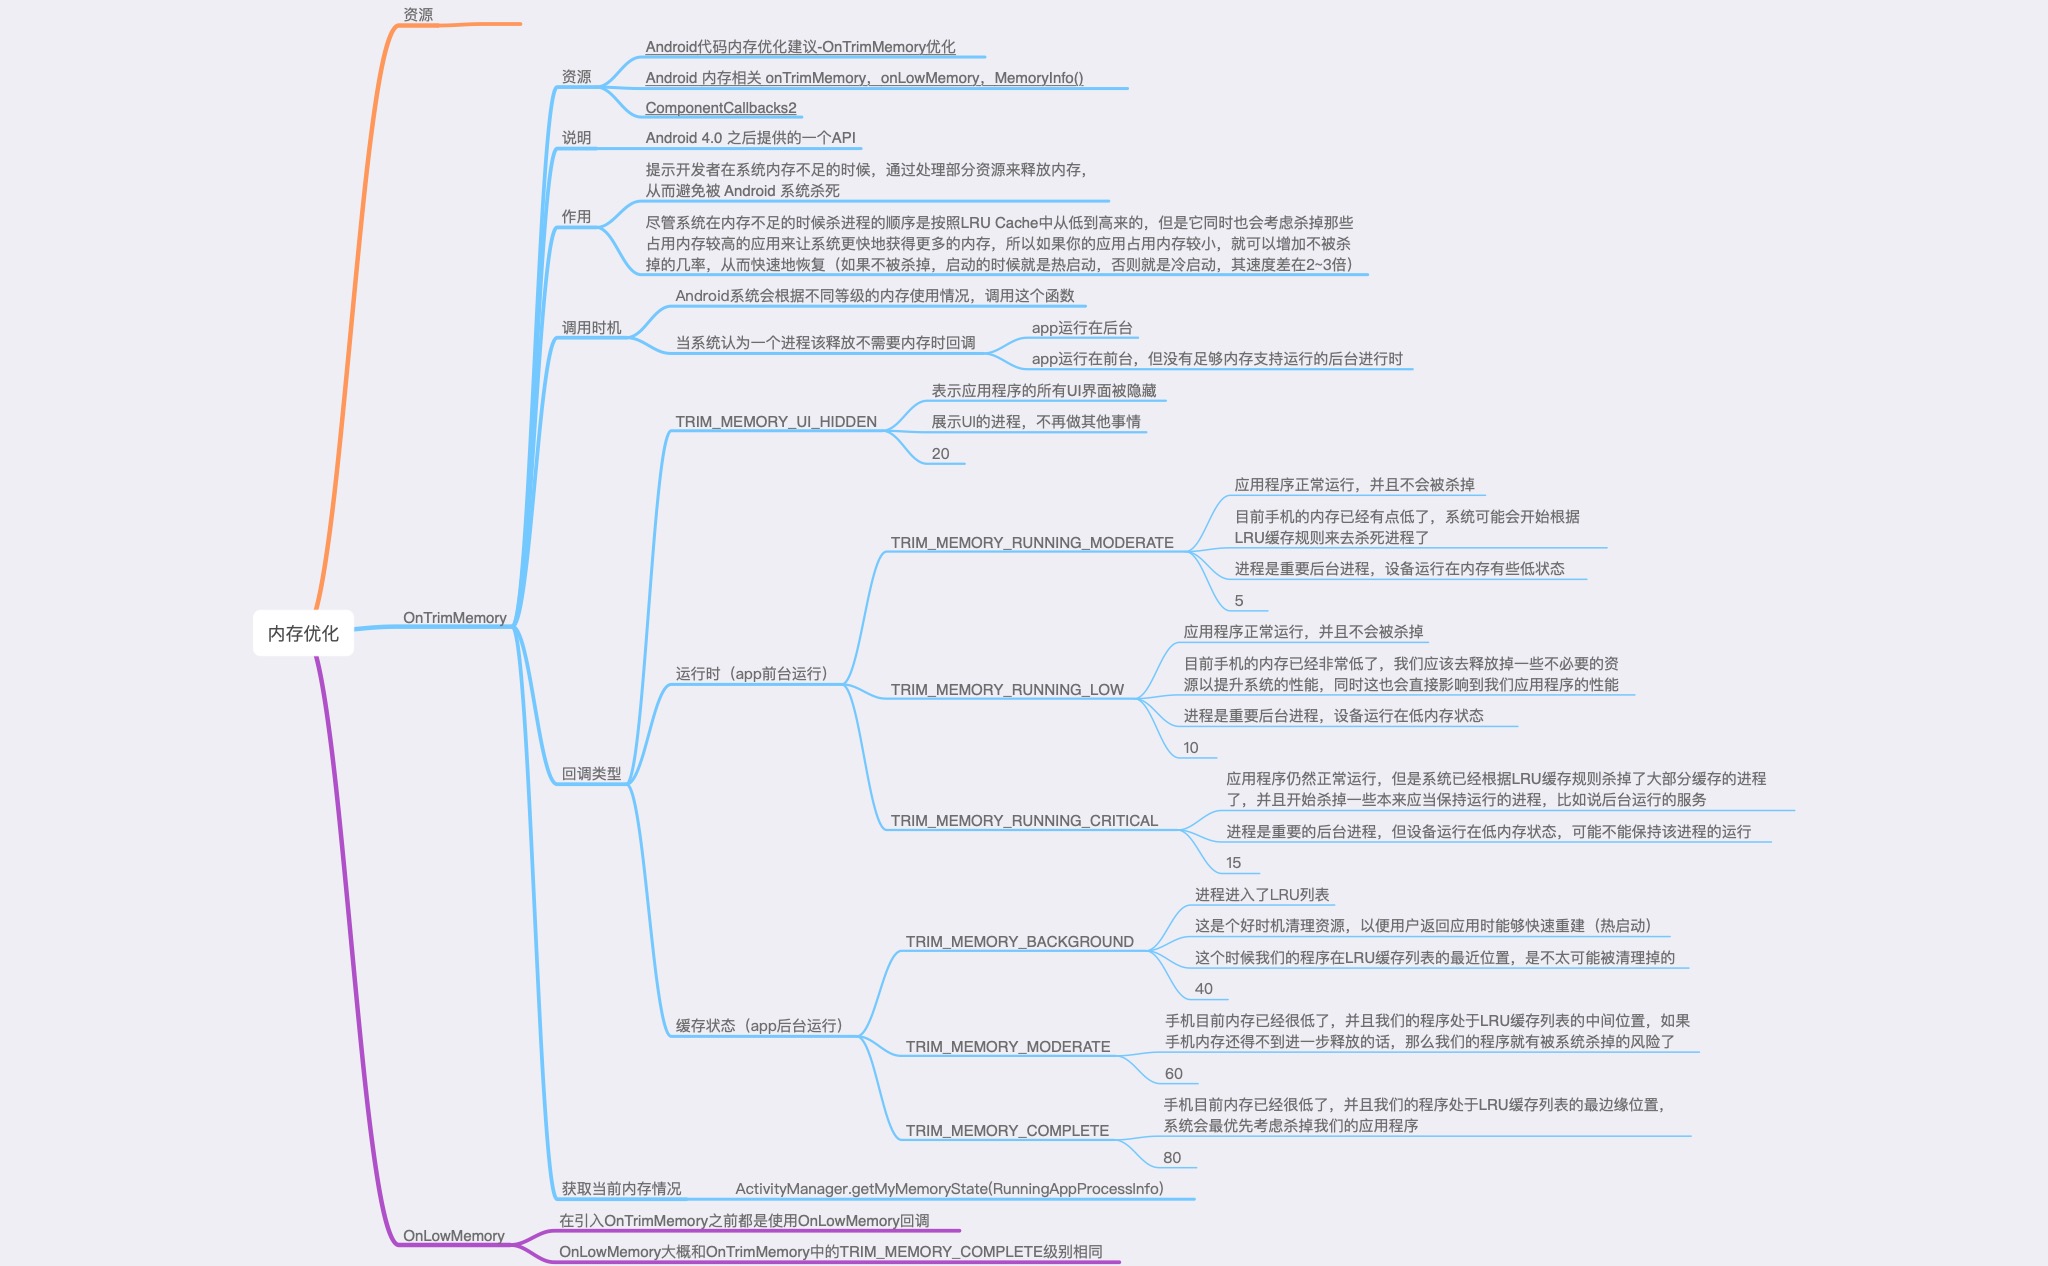 资源
Android代码内存优化建议-OnTrimMemory优化
资源
Android 内存相关 onTrimMemory，onLowMemory，MemoryInfo()
ComponentCallbacks2
说明
Android 4.0 之后提供的一个API
提示开发者在系统内存不足的时候，通过处理部分资源来释放内存，
从而避免被 Android 系统杀死
作用
尽管系统在内存不足的时候杀进程的顺序是按照LRU Cache中从低到高来的，但是它同时也会考虑杀掉那些
占用内存较高的应用来让系统更快地获得更多的内存，所以如果你的应用占用内存较小，就可以增加不被杀
掉的几率，从而快速地恢复（如果不被杀掉，启动的时候就是热启动，否则就是冷启动，其速度差在2~3倍）
Android系统会根据不同等级的内存使用情况，调用这个函数
调用时机
当系统认为一个进程该释放不需要内存时回调
app运行在后台
app运行在前台，但没有足够内存支持运行的后台进行时
表示应用程序的所有UI界面被隐藏
TRIM_MEMORY_UI_HIDDEN
展示UI的进程，不再做其他事情
20
应用程序正常运行，并且不会被杀掉
目前手机的内存已经有点低了，系统可能会开始根据
LRU缓存规则来去杀死进程了
TRIM_MEMORY_RUNNING_MODERATE
进程是重要后台进程，设备运行在内存有些低状态
5
OnTrimMemory
内存优化
应用程序正常运行，并且不会被杀掉
目前手机的内存已经非常低了，我们应该去释放掉一些不必要的资
源以提升系统的性能，同时这也会直接影响到我们应用程序的性能
运行时（app前台运行）
TRIM_MEMORY_RUNNING_LOW
进程是重要后台进程，设备运行在低内存状态
10
回调类型
应用程序仍然正常运行，但是系统已经根据LRU缓存规则杀掉了大部分缓存的进程
了，并且开始杀掉一些本来应当保持运行的进程，比如说后台运行的服务
TRIM_MEMORY_RUNNING_CRITICAL
进程是重要的后台进程，但设备运行在低内存状态，可能不能保持该进程的运行
15
进程进入了LRU列表
这是个好时机清理资源，以便用户返回应用时能够快速重建（热启动）
TRIM_MEMORY_BACKGROUND
这个时候我们的程序在LRU缓存列表的最近位置，是不太可能被清理掉的
40
缓存状态（app后台运行）
手机目前内存已经很低了，并且我们的程序处于LRU缓存列表的中间位置，如果
手机内存还得不到进一步释放的话，那么我们的程序就有被系统杀掉的风险了
TRIM_MEMORY_MODERATE
60
手机目前内存已经很低了，并且我们的程序处于LRU缓存列表的最边缘位置，
系统会最优先考虑杀掉我们的应用程序
TRIM_MEMORY_COMPLETE
80
获取当前内存情况
ActivityManager.getMyMemoryState(RunningAppProcessInfo)
在引入OnTrimMemory之前都是使用OnLowMemory回调
OnLowMemory
OnLowMemory大概和OnTrimMemory中的TRIM_MEMORY_COMPLETE级别相同